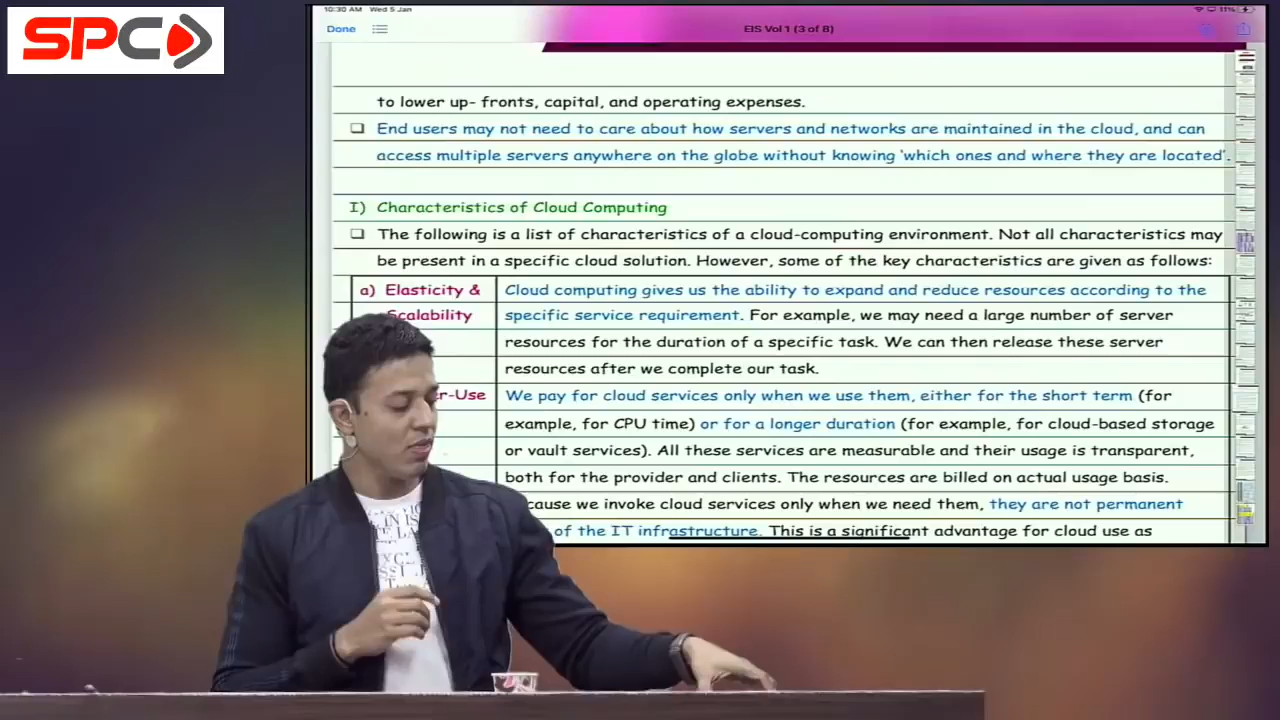 SPC
10:30 AM Wed 5 Jan
11%
Done
EIS Vol 1 (3 of 8)
to lower up- fronts, capital, and operating expenses.
❑ End users may not need to care about how servers and networks are maintained in the cloud, and can
access multiple servers anywhere on the globe without knowing 'which ones and where they are located'.
I) Characteristics of Cloud Computing
❑ The following is a list of characteristics of a cloud-computing environment. Not all characteristics may
be present in a specific cloud solution. However, some of the key characteristics are given as follows:
a) Elasticity & Cloud computing gives us the ability to expand and reduce resources according to the
Scalability specific service requirement. For example, we may need a large number of server
resources for the duration of a specific task. We can then release these server
resources after we complete our task.
er-Use We pay for cloud services only when we use them, either for the short term (for
example, for CPU time) or for a longer duration (for example, for cloud-based storage
or vault services). All these services are measurable and their usage is transparent,
both for the provider and clients. The resources are billed on actual usage basis.
cause we invoke cloud services only when we need them, they are not permanent
of the IT infrastructure. This is a significant advantage for cloud use as